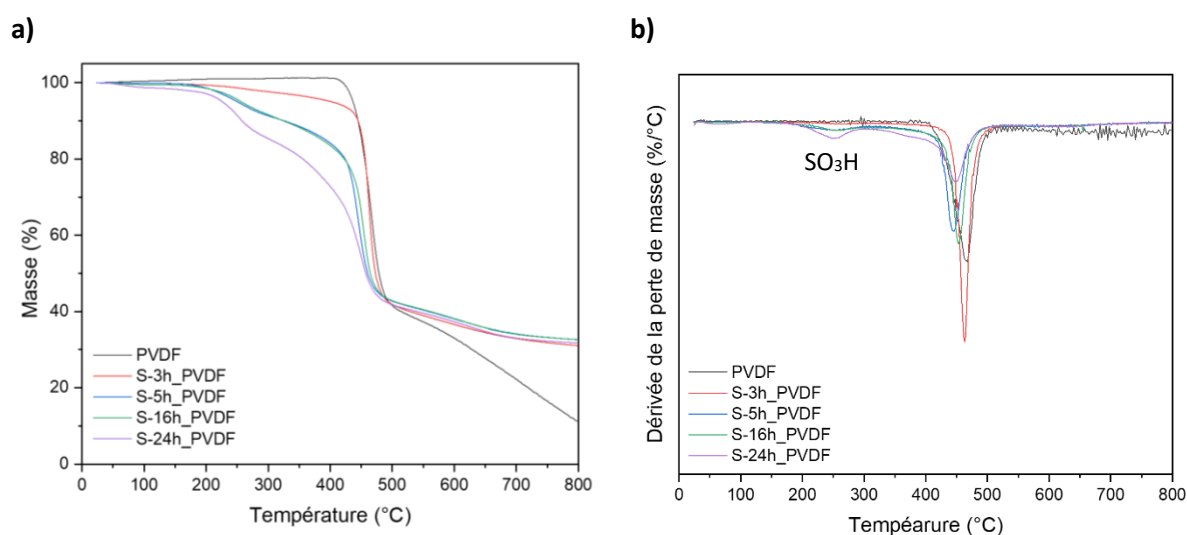 a)
100
80
60
40
20
0
Masse (%)
PVDF
S-3h_PVDF
S-5h_PVDF
S-16h_PVDF
S-24h_PVDF
0 100 200 300 400 500 600 700 800
Température (°C)
b)
Dérivée de la perte de masse (%/°C)
SO₃H
PVDF
S-3h_PVDF
S-5h_PVDF
S-16h_PVDF
S-24h_PVDF
0 100 200 300 400 500 600 700 800
Tempéarure (°C)